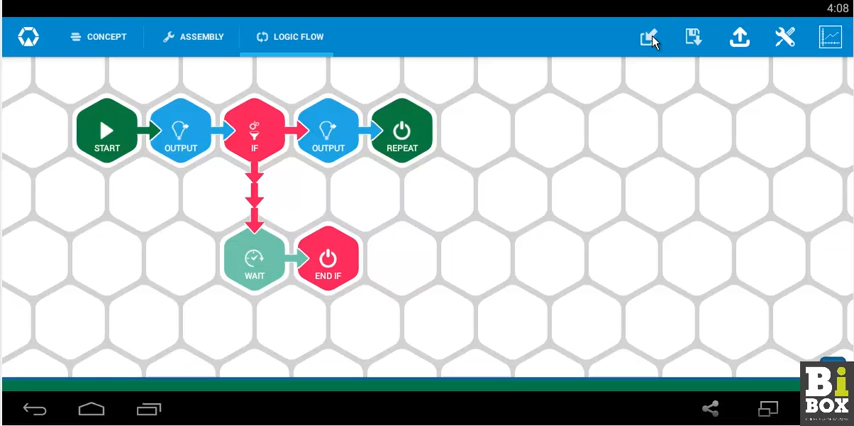 4:08
CONCEPT
ASSEMBLY
LOGIC FLOW
START
OUTPUT
IF
OUTPUT
REPEAT
WAIT
END IF
Bi
BOX